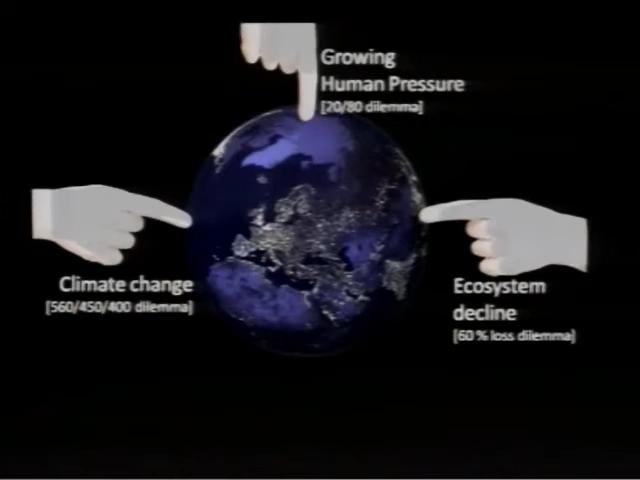 Growing
Human Pressure
[20/80 dilemma]
Climate change
[560/450/400 dilemma]
Ecosystem
decline
[60 % loss dilemma]